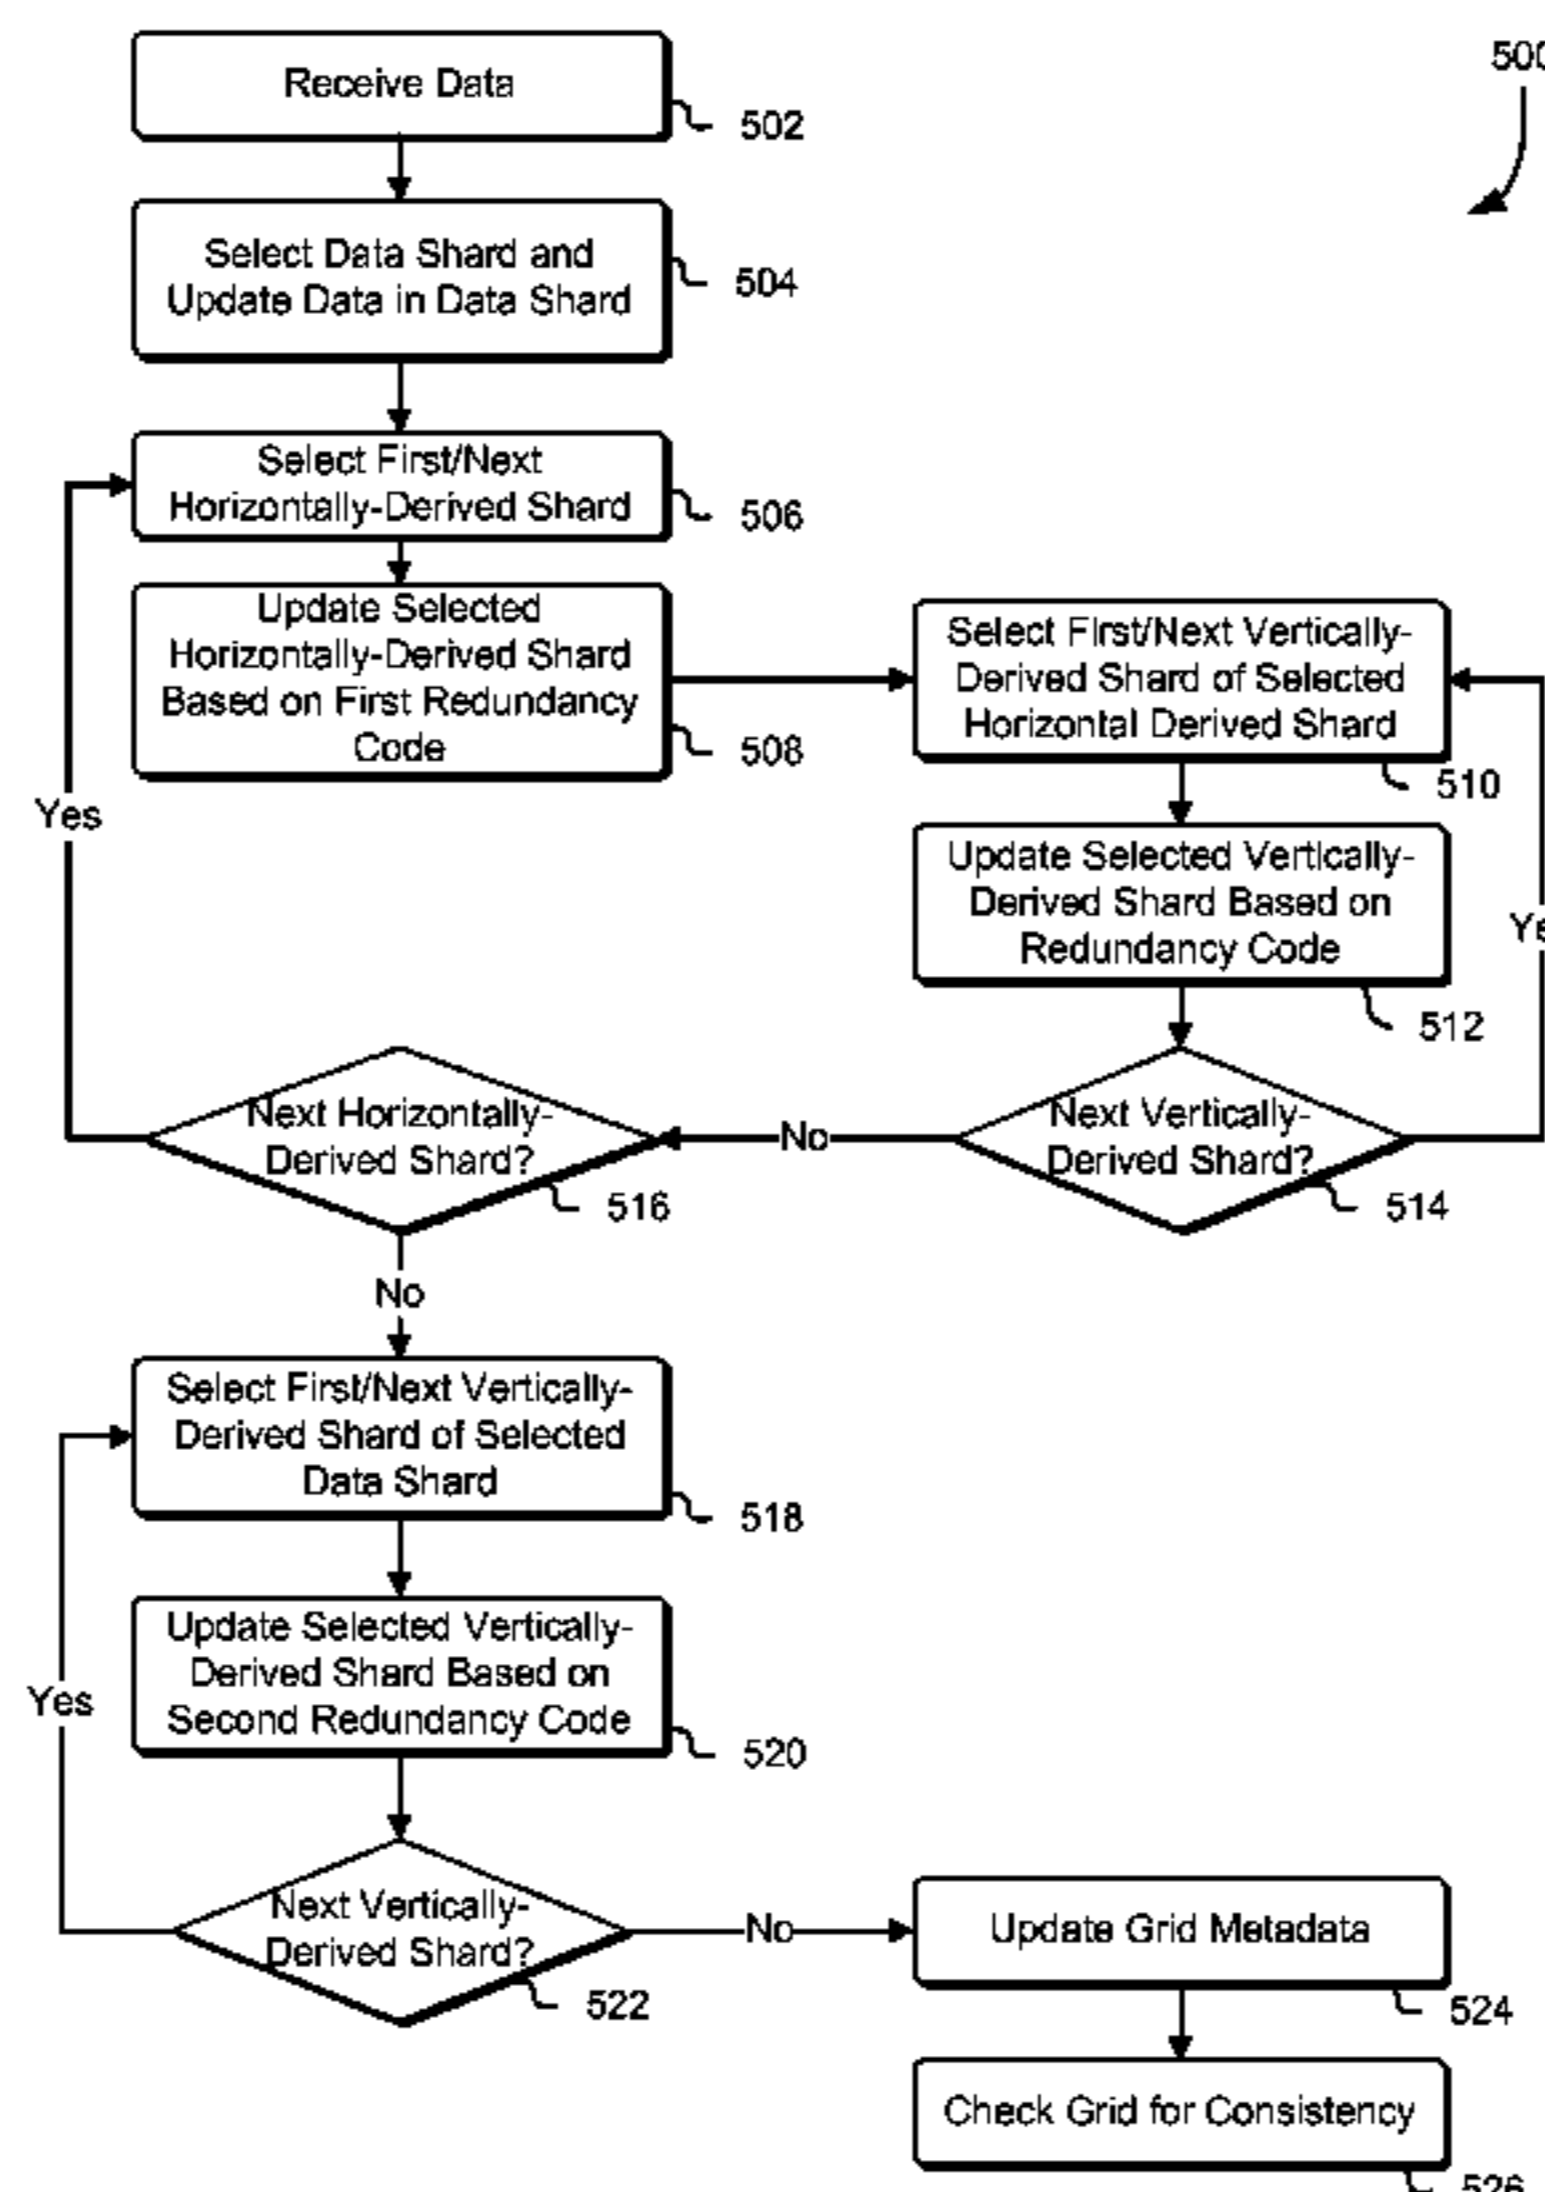 500
Receive Data
502
Select Data Shard and
Update Data in Data Shard
504
Select First/Next
Horizontally-Derived Shard
506
Update Selected
Horizontally-Derived Shard
Based on First Redundancy
Code
508
Select First/Next Vertically-
Derived Shard of Selected
Horizontal Derived Shard
510
Update Selected Vertically-
Derived Shard Based on
Redundancy Code
512
Next Vertically-
Derived Shard?
514
Yes
No
Next Horizontally-
Derived Shard?
516
Yes
No
Select First/Next Vertically-
Derived Shard of Selected
Data Shard
518
Update Selected Vertically-
Derived Shard Based on
Second Redundancy Code
520
Next Vertically-
Derived Shard?
522
Yes
No
Update Grid Metadata
524
Check Grid for Consistency
526